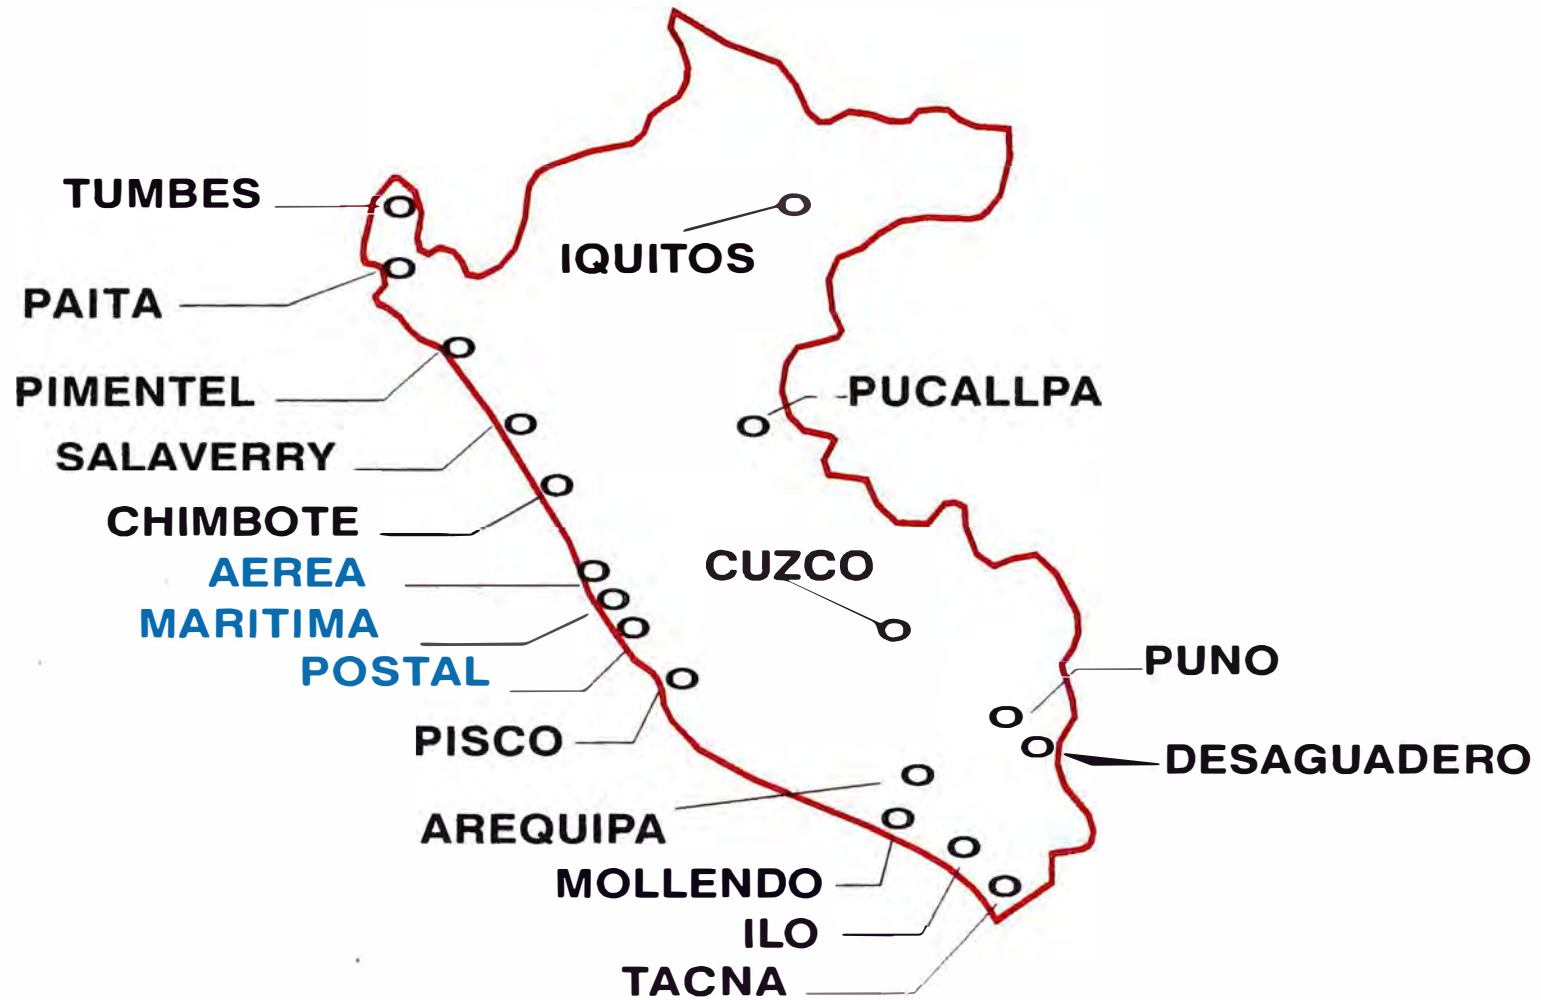 TUMBES
IQUITOS
PAITA
PIMENTEL
PUCALLPA
SALAVERRY
CHIMBOTE
AEREA
CUZCO
MARITIMA
POSTAL
PUNO
PISCO
DESAGUADERO
AREQUIPA
MOLLENDO
ILO
TACNA